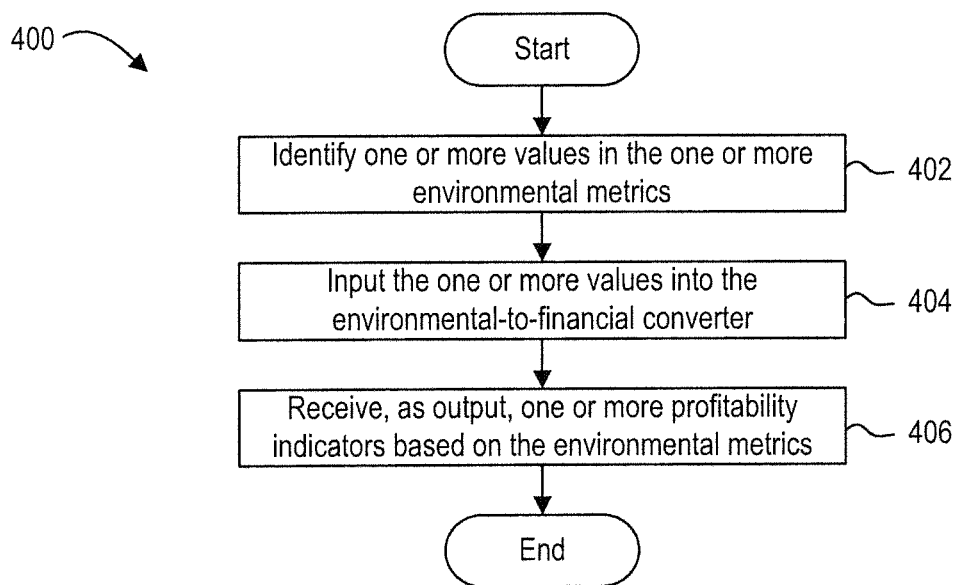 400
Start
Identify one or more values in the one or more
environmental metrics
402
Input the one or more values into the
environmental-to-financial converter
404
Receive, as output, one or more profitability
indicators based on the environmental metrics
406
End